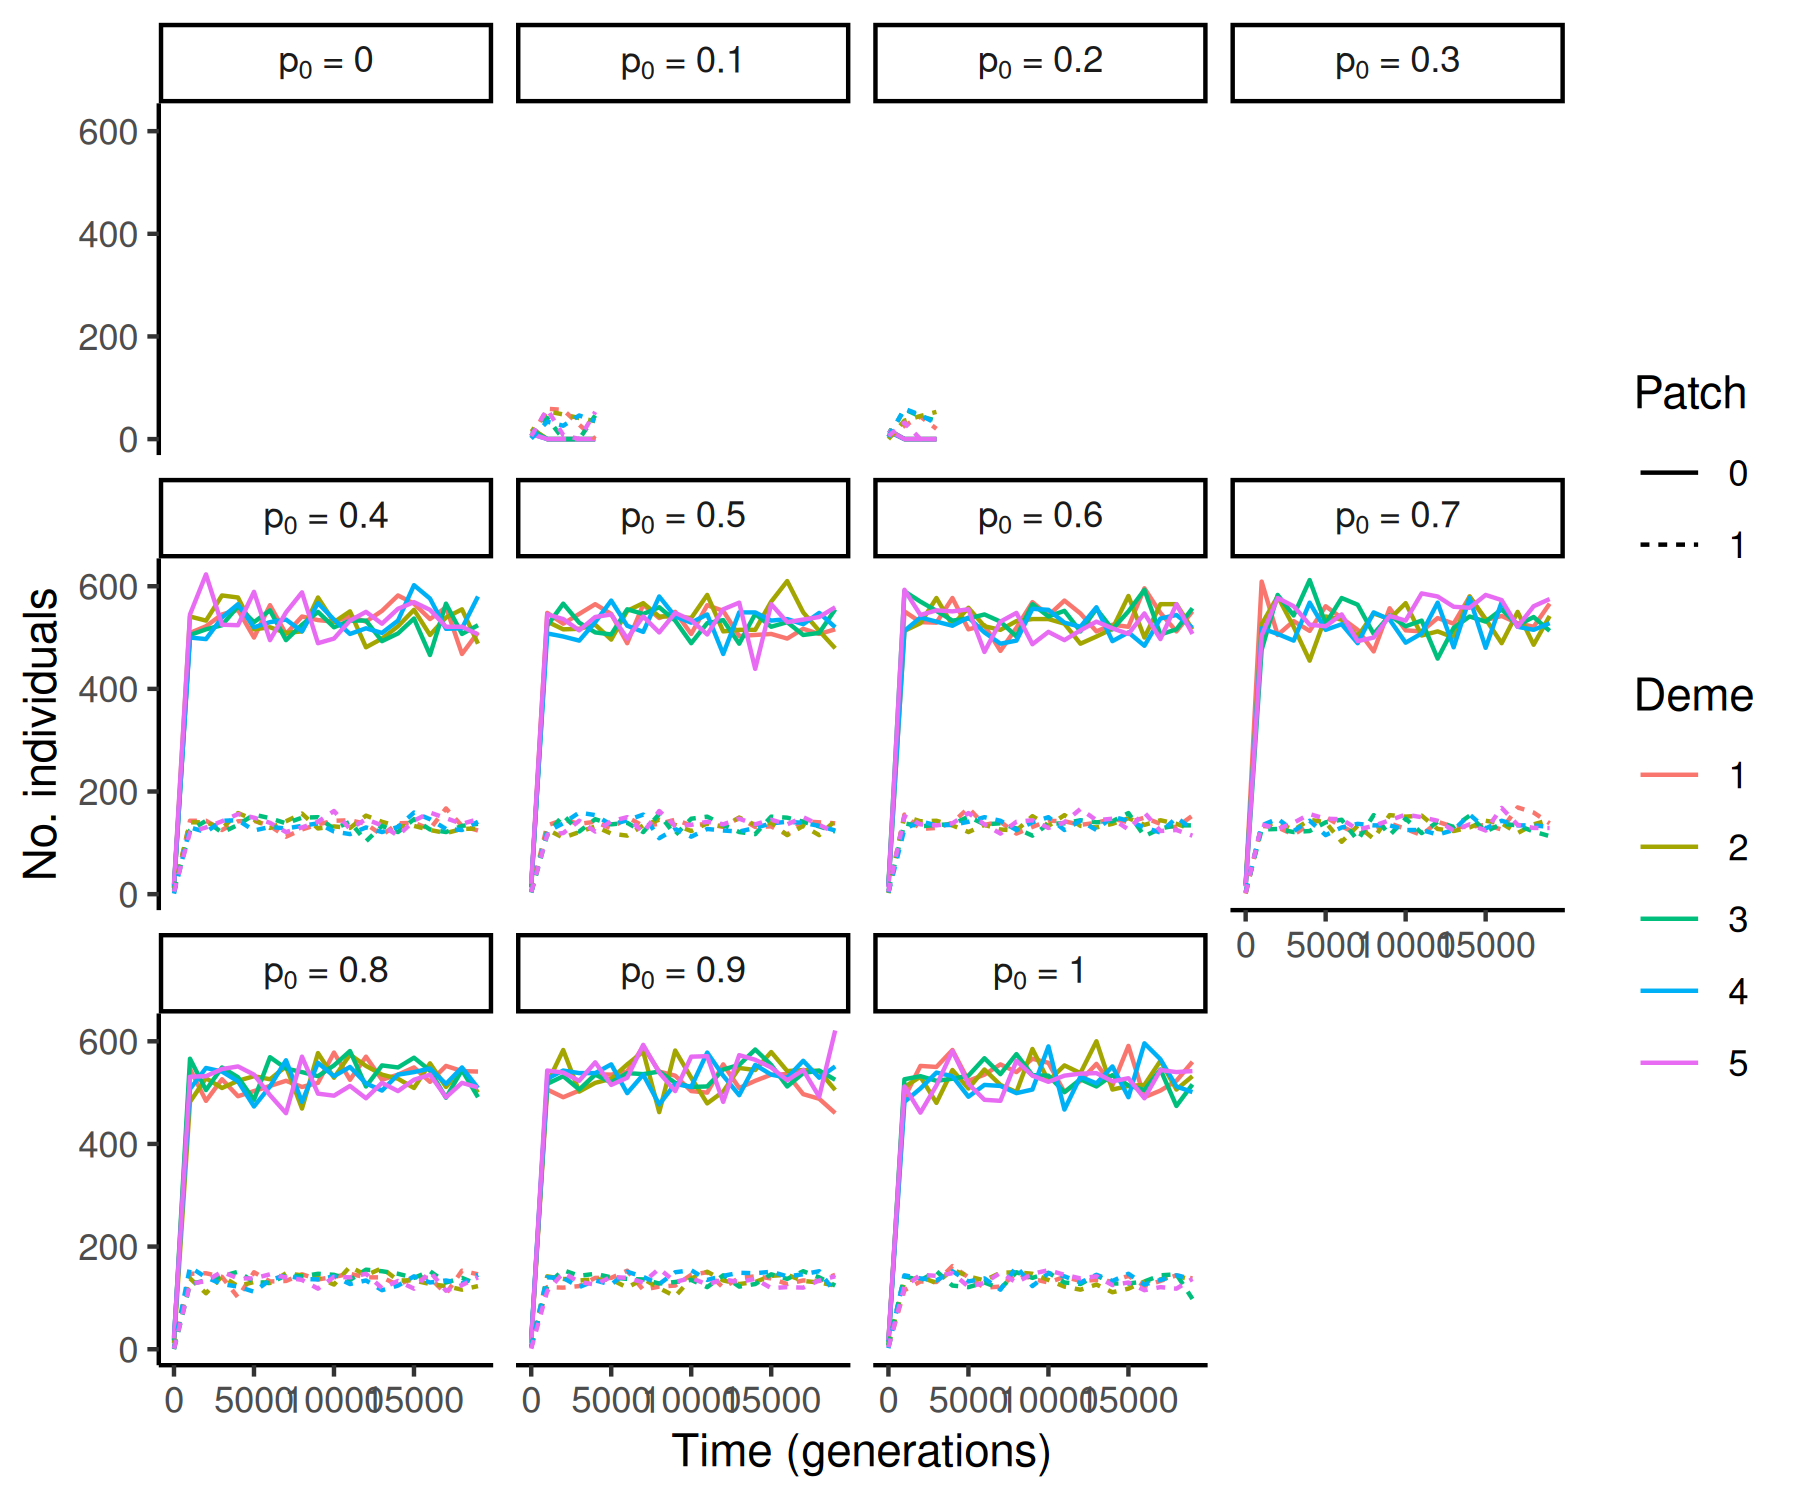 p₀ = 0
p₀ = 0.1
p₀ = 0.2
p₀ = 0.3
600
400
200
0
p₀ = 0.4
p₀ = 0.5
p₀ = 0.6
p₀ = 0.7
600
400
200
0
0 5000 10000 15000
p₀ = 0.8
p₀ = 0.9
p₀ = 1
600
400
200
0
0 5000 10000 15000
0 5000 10000 15000
0 5000 10000 15000
Time (generations)
No. individuals
Patch
0
1
Deme
1
2
3
4
5